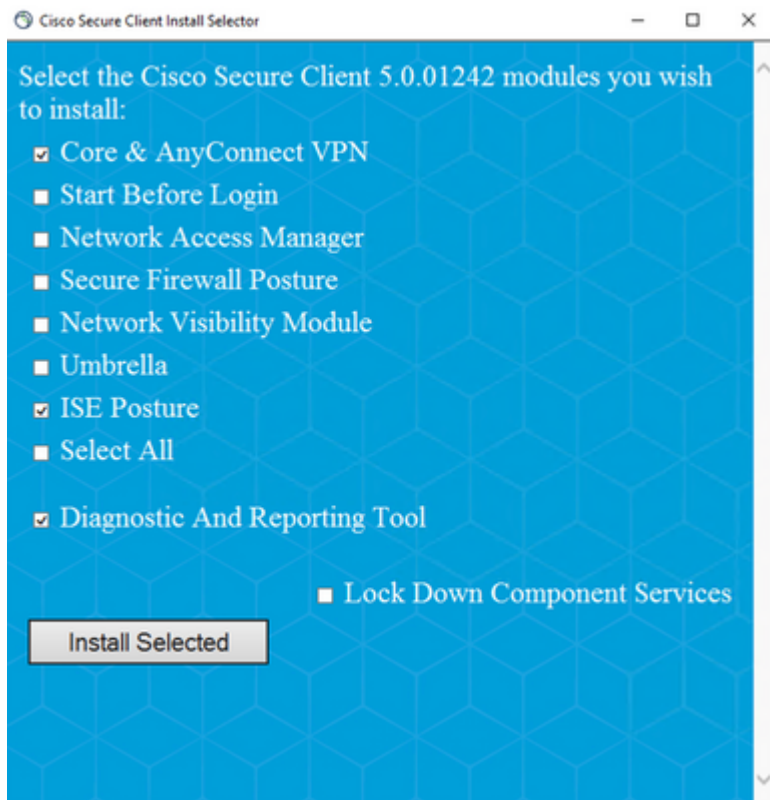 Cisco Secure Client Install Selector
Select the Cisco Secure Client 5.0.01242 modules you wish
to install:
Core & AnyConnect VPN
Start Before Login
Network Access Manager
Secure Firewall Posture
Network Visibility Module
Umbrella
ISE Posture
Select All
Diagnostic And Reporting Tool
Lock Down Component Services
Install Selected